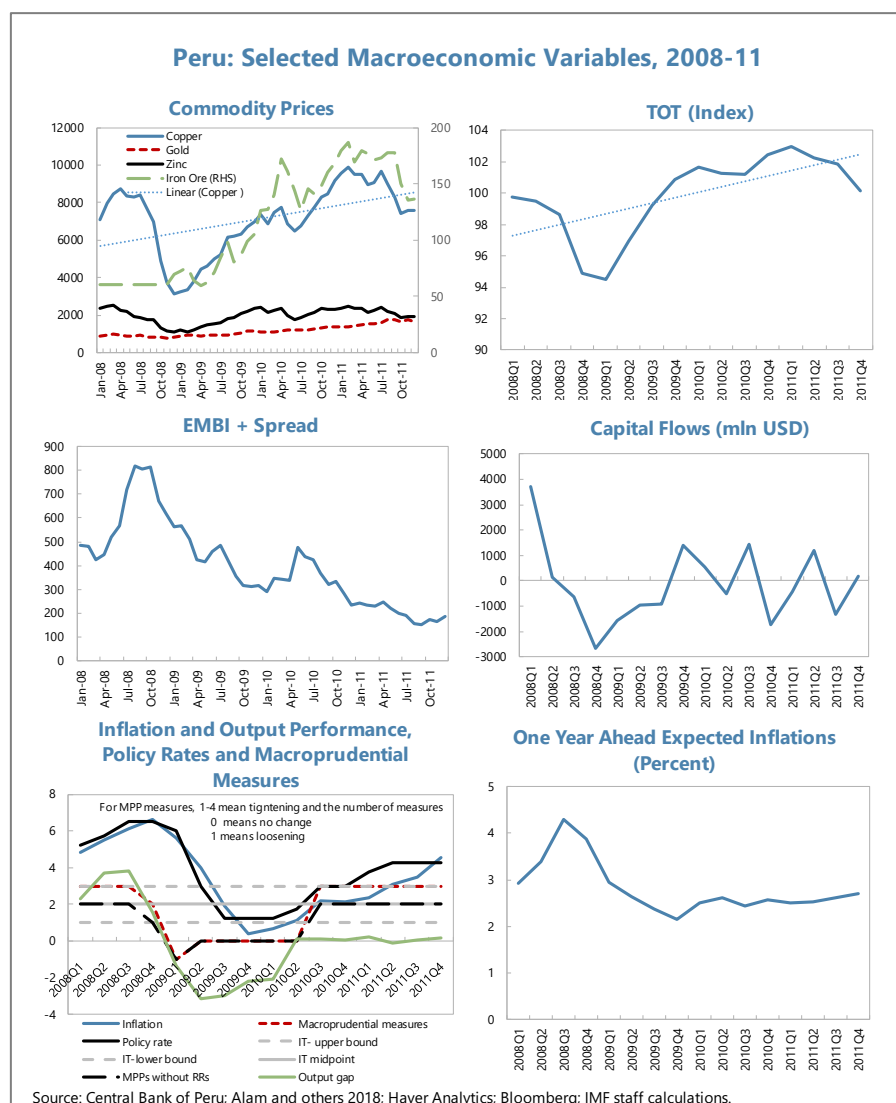 Peru: Selected Macroeconomic Variables, 2008-11
Commodity Prices
12000
10000
8000
6000
4000
2000
0
200
150
100
50
0
Copper
Gold
Zinc
Iron Ore (RHS)
Linear (Copper )
Jan-08
Apr-08
Jul-08
Oct-08
Jan-09
Apr-09
Jul-09
Oct-09
Jan-10
Apr-10
Jul-10
Oct-10
Jan-11
Apr-11
Jul-11
Oct-11
TOT (Index)
104
102
100
98
96
94
92
90
2008Q1
2008Q2
2008Q3
2008Q4
2009Q1
2009Q2
2009Q3
2009Q4
2010Q1
2010Q2
2010Q3
2010Q4
2011Q1
2011Q2
2011Q3
2011Q4
EMBI + Spread
900
800
700
600
500
400
300
200
100
0
Jan-08
Apr-08
Jul-08
Oct-08
Jan-09
Apr-09
Jul-09
Oct-09
Jan-10
Apr-10
Jul-10
Oct-10
Jan-11
Apr-11
Jul-11
Oct-11
Capital Flows (mln USD)
5000
4000
3000
2000
1000
0
-1000
-2000
-3000
2008Q1
2008Q2
2008Q3
2008Q4
2009Q1
2009Q2
2009Q3
2009Q4
2010Q1
2010Q2
2010Q3
2010Q4
2011Q1
2011Q2
2011Q3
2011Q4
Inflation and Output Performance,
Policy Rates and Macroprudential
Measures
8
6
4
2
0
-2
-4
For MPP measures, 1-4 mean tightening and the number of measures
0 means no change
1 means loosening
2008Q1
2008Q2
2008Q3
2008Q4
2009Q1
2009Q2
2009Q3
2009Q4
2010Q1
2010Q2
2010Q3
2010Q4
2011Q1
2011Q2
2011Q3
2011Q4
Inflation
Macroprudential measures
Policy rate
IT- upper bound
IT-lower bound
IT midpoint
MPPs without RRs
Output gap
One Year Ahead Expected Inflations
(Percent)
5
4
3
2
1
0
2008Q1
2008Q2
2008Q3
2008Q4
2009Q1
2009Q2
2009Q3
2009Q4
2010Q1
2010Q2
2010Q3
2010Q4
2011Q1
2011Q2
2011Q3
2011Q4
Source: Central Bank of Peru; Alam and others 2018; Haver Analytics; Bloomberg; IMF staff calculations.